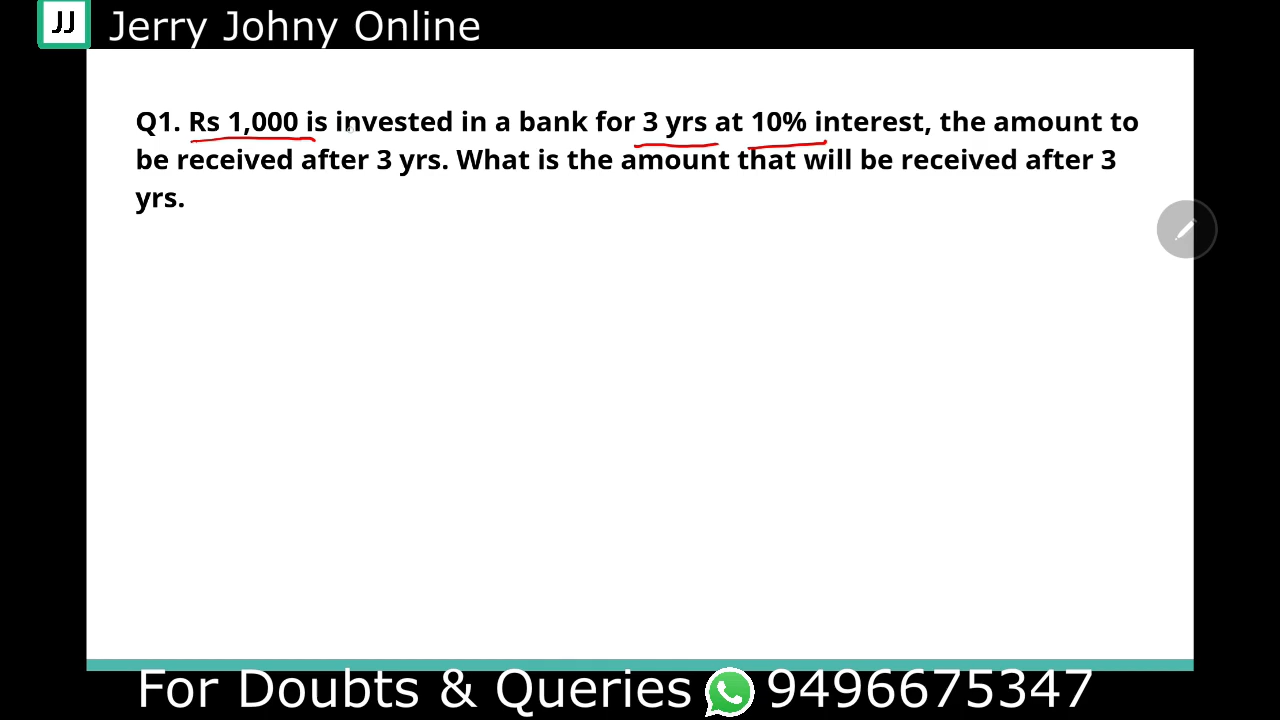 JJ Jerry Johny Online
Q1. Rs 1,000 is invested in a bank for 3 yrs at 10% interest, the amount to
be received after 3 yrs. What is the amount that will be received after 3
yrs.
For Doubts & Queries 9496675347